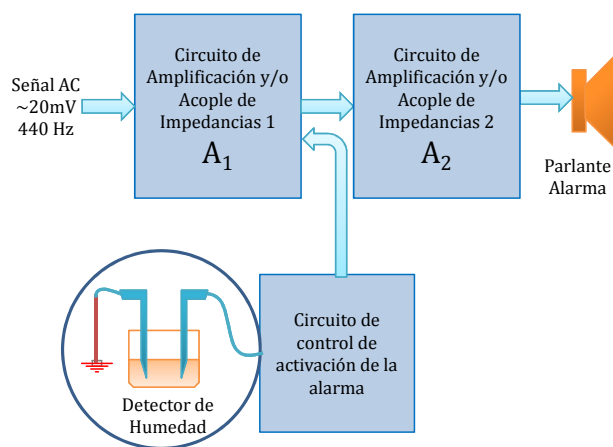 Señal AC
~20mV
440 Hz
Circuito de
Amplificación y/o
Acople de
Impedancias 1
A1
Circuito de
Amplificación y/o
Acople de
Impedancias 2
A2
Parlante
Alarma
Detector de
Humedad
Circuito de
control de
activación de la
alarma